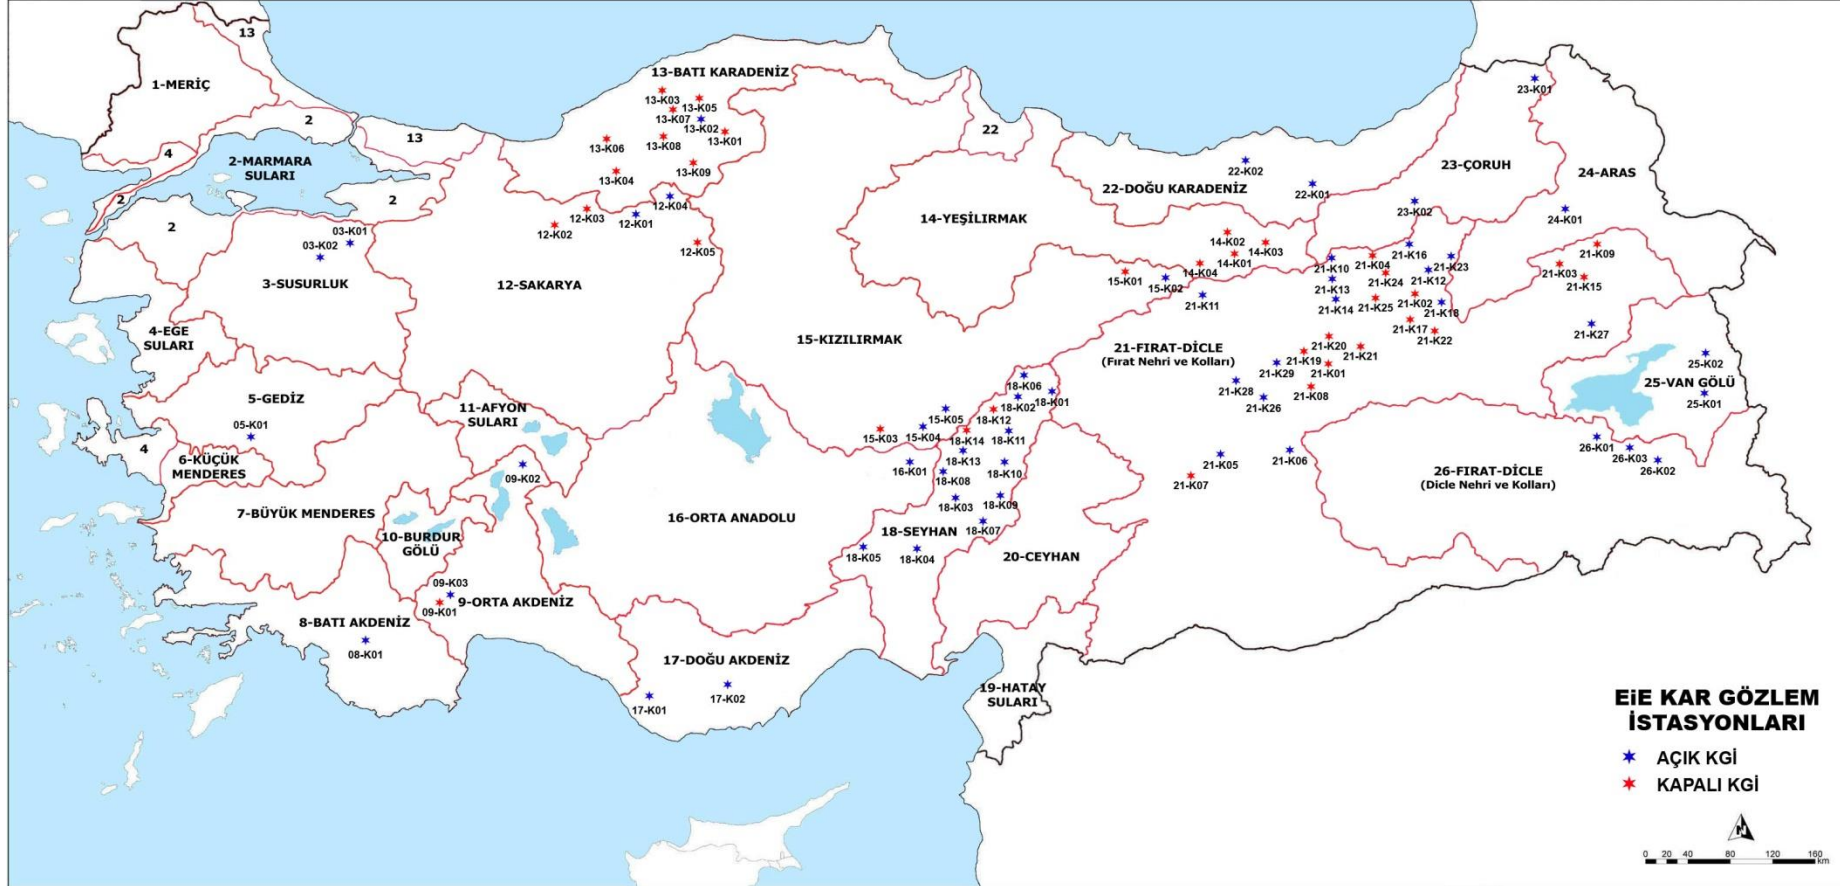 13
1-MERİÇ
2
4
2-MARMARA
SULARI
13
2
2
2
13-BATI KARADENİZ
13-K03
13-K05
13-K07
13-K02
13-K01
13-K06
13-K08
13-K09
13-K04
22
22-K02
22-K01
22-DOĞU KARADENİZ
23-K01
23-ÇORUH
23-K02
24-ARAS
24-K01
03-K01
03-K02
3-SUSURLUK
12-K03
12-K02
12-K01
12-K04
12-K05
12-SAKARYA
14-YEŞİLIRMAK
14-K02
14-K03
14-K01
14-K04
15-K01
15-K02
15-KIZILIRMAK
21-K11
21-K10
21-K04
21-K16
21-K23
21-K13
21-K24
21-K12
21-K14
21-K25
21-K02
21-K18
21-K17
21-K22
21-K09
21-K03
21-K15
21-K27
4-EGE
SULARI
21-FIRAT-DİCLE
(Fırat Nehri ve Kolları)
21-K20
21-K19
21-K21
21-K01
21-K29
21-K28
21-K08
21-K26
25-K02
25-VAN GÖLÜ
25-K01
5-GEDİZ
05-K01
4
6-KÜÇÜK
MENDERES
11-AFYON
SULARI
18-K06
18-K01
18-K02
18-K12
15-K05
15-K03
15-K04
18-K14
18-K11
18-K13
16-K01
18-K08
18-K10
18-K03
18-K09
18-K07
18-SEYHAN
18-K05
18-K04
20-CEYHAN
21-K05
21-K06
21-K07
26-K01
26-K03
26-K02
26-FIRAT-DİCLE
(Dicle Nehri ve Kolları)
09-K02
7-BÜYÜK MENDERES
10-BURDUR
GÖLÜ
16-ORTA ANADOLU
09-K03
09-K01
9-ORTA AKDENİZ
8-BATI AKDENİZ
08-K01
17-DOĞU AKDENİZ
17-K01
17-K02
19-HATAY
SULARI
EİE KAR GÖZLEM
İSTASYONLARI
AÇIK KGİ
KAPALI KGİ
N
0 20 40 80 120 160
km